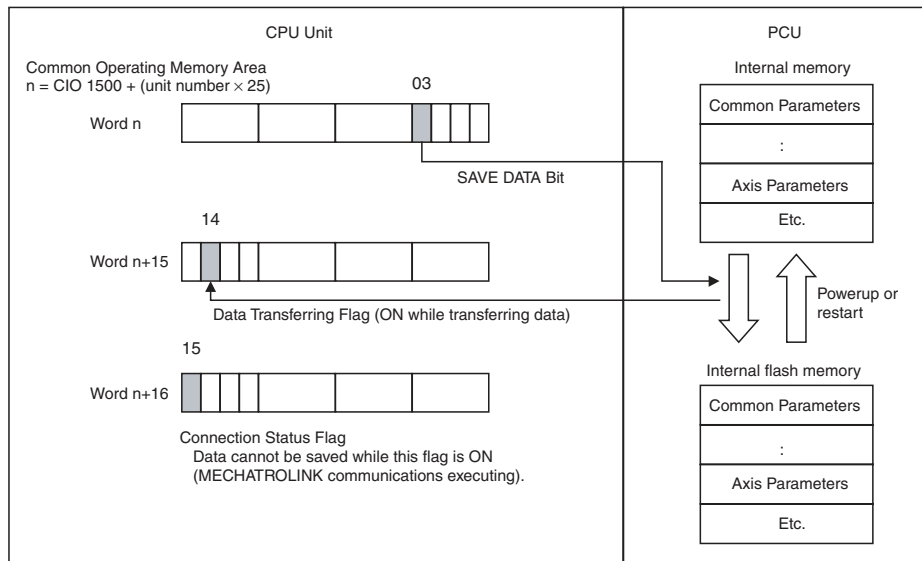 CPU Unit
Common Operating Memory Area
n = CIO 1500 + (unit number × 25)
03
Word n
SAVE DATA Bit
14
Word n+15
Data Transferring Flag (ON while transferring data)
15
Word n+16
Connection Status Flag
Data cannot be saved while this flag is ON
(MECHATROLINK communications executing).
PCU
Internal memory
Common Parameters
:
Axis Parameters
Etc.
Powerup or
restart
Internal flash memory
Common Parameters
:
Axis Parameters
Etc.